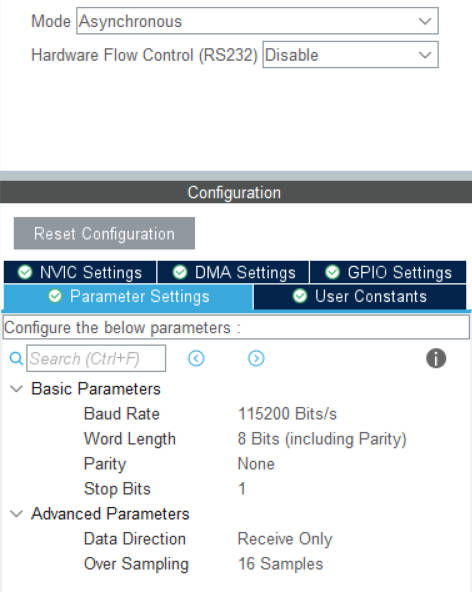 Mode Asynchronous
Hardware Flow Control (RS232) Disable
Configuration
Reset Configuration
NVIC Settings DMA Settings GPIO Settings
Parameter Settings User Constants
Configure the below parameters :
Search (Ctrl+F)
Basic Parameters
Baud Rate 115200 Bits/s
Word Length 8 Bits (including Parity)
Parity None
Stop Bits 1
Advanced Parameters
Data Direction Receive Only
Over Sampling 16 Samples